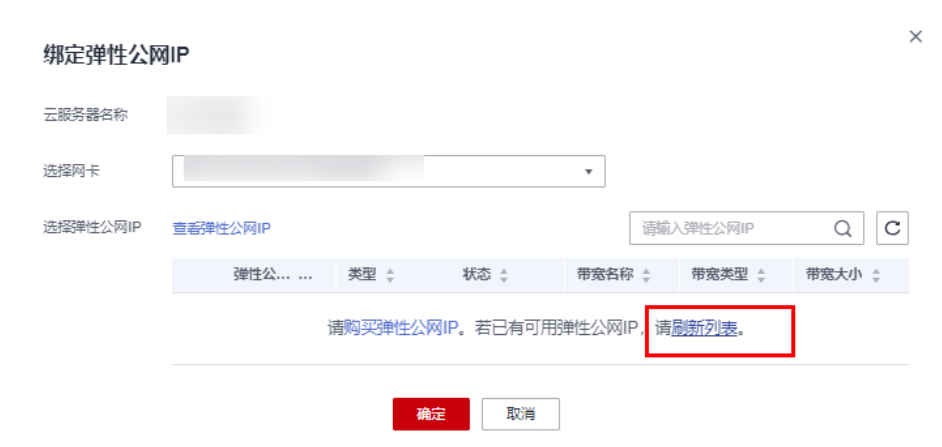 绑定弹性公网IP
云服务器名称
选择网卡
选择弹性公网IP 查看弹性公网IP 请输入弹性公网IP
弹性公... ... 类型 状态 带宽名称 带宽类型 带宽大小
请购买弹性公网IP。若已有可用弹性公网IP，请刷新列表。
确定 取消